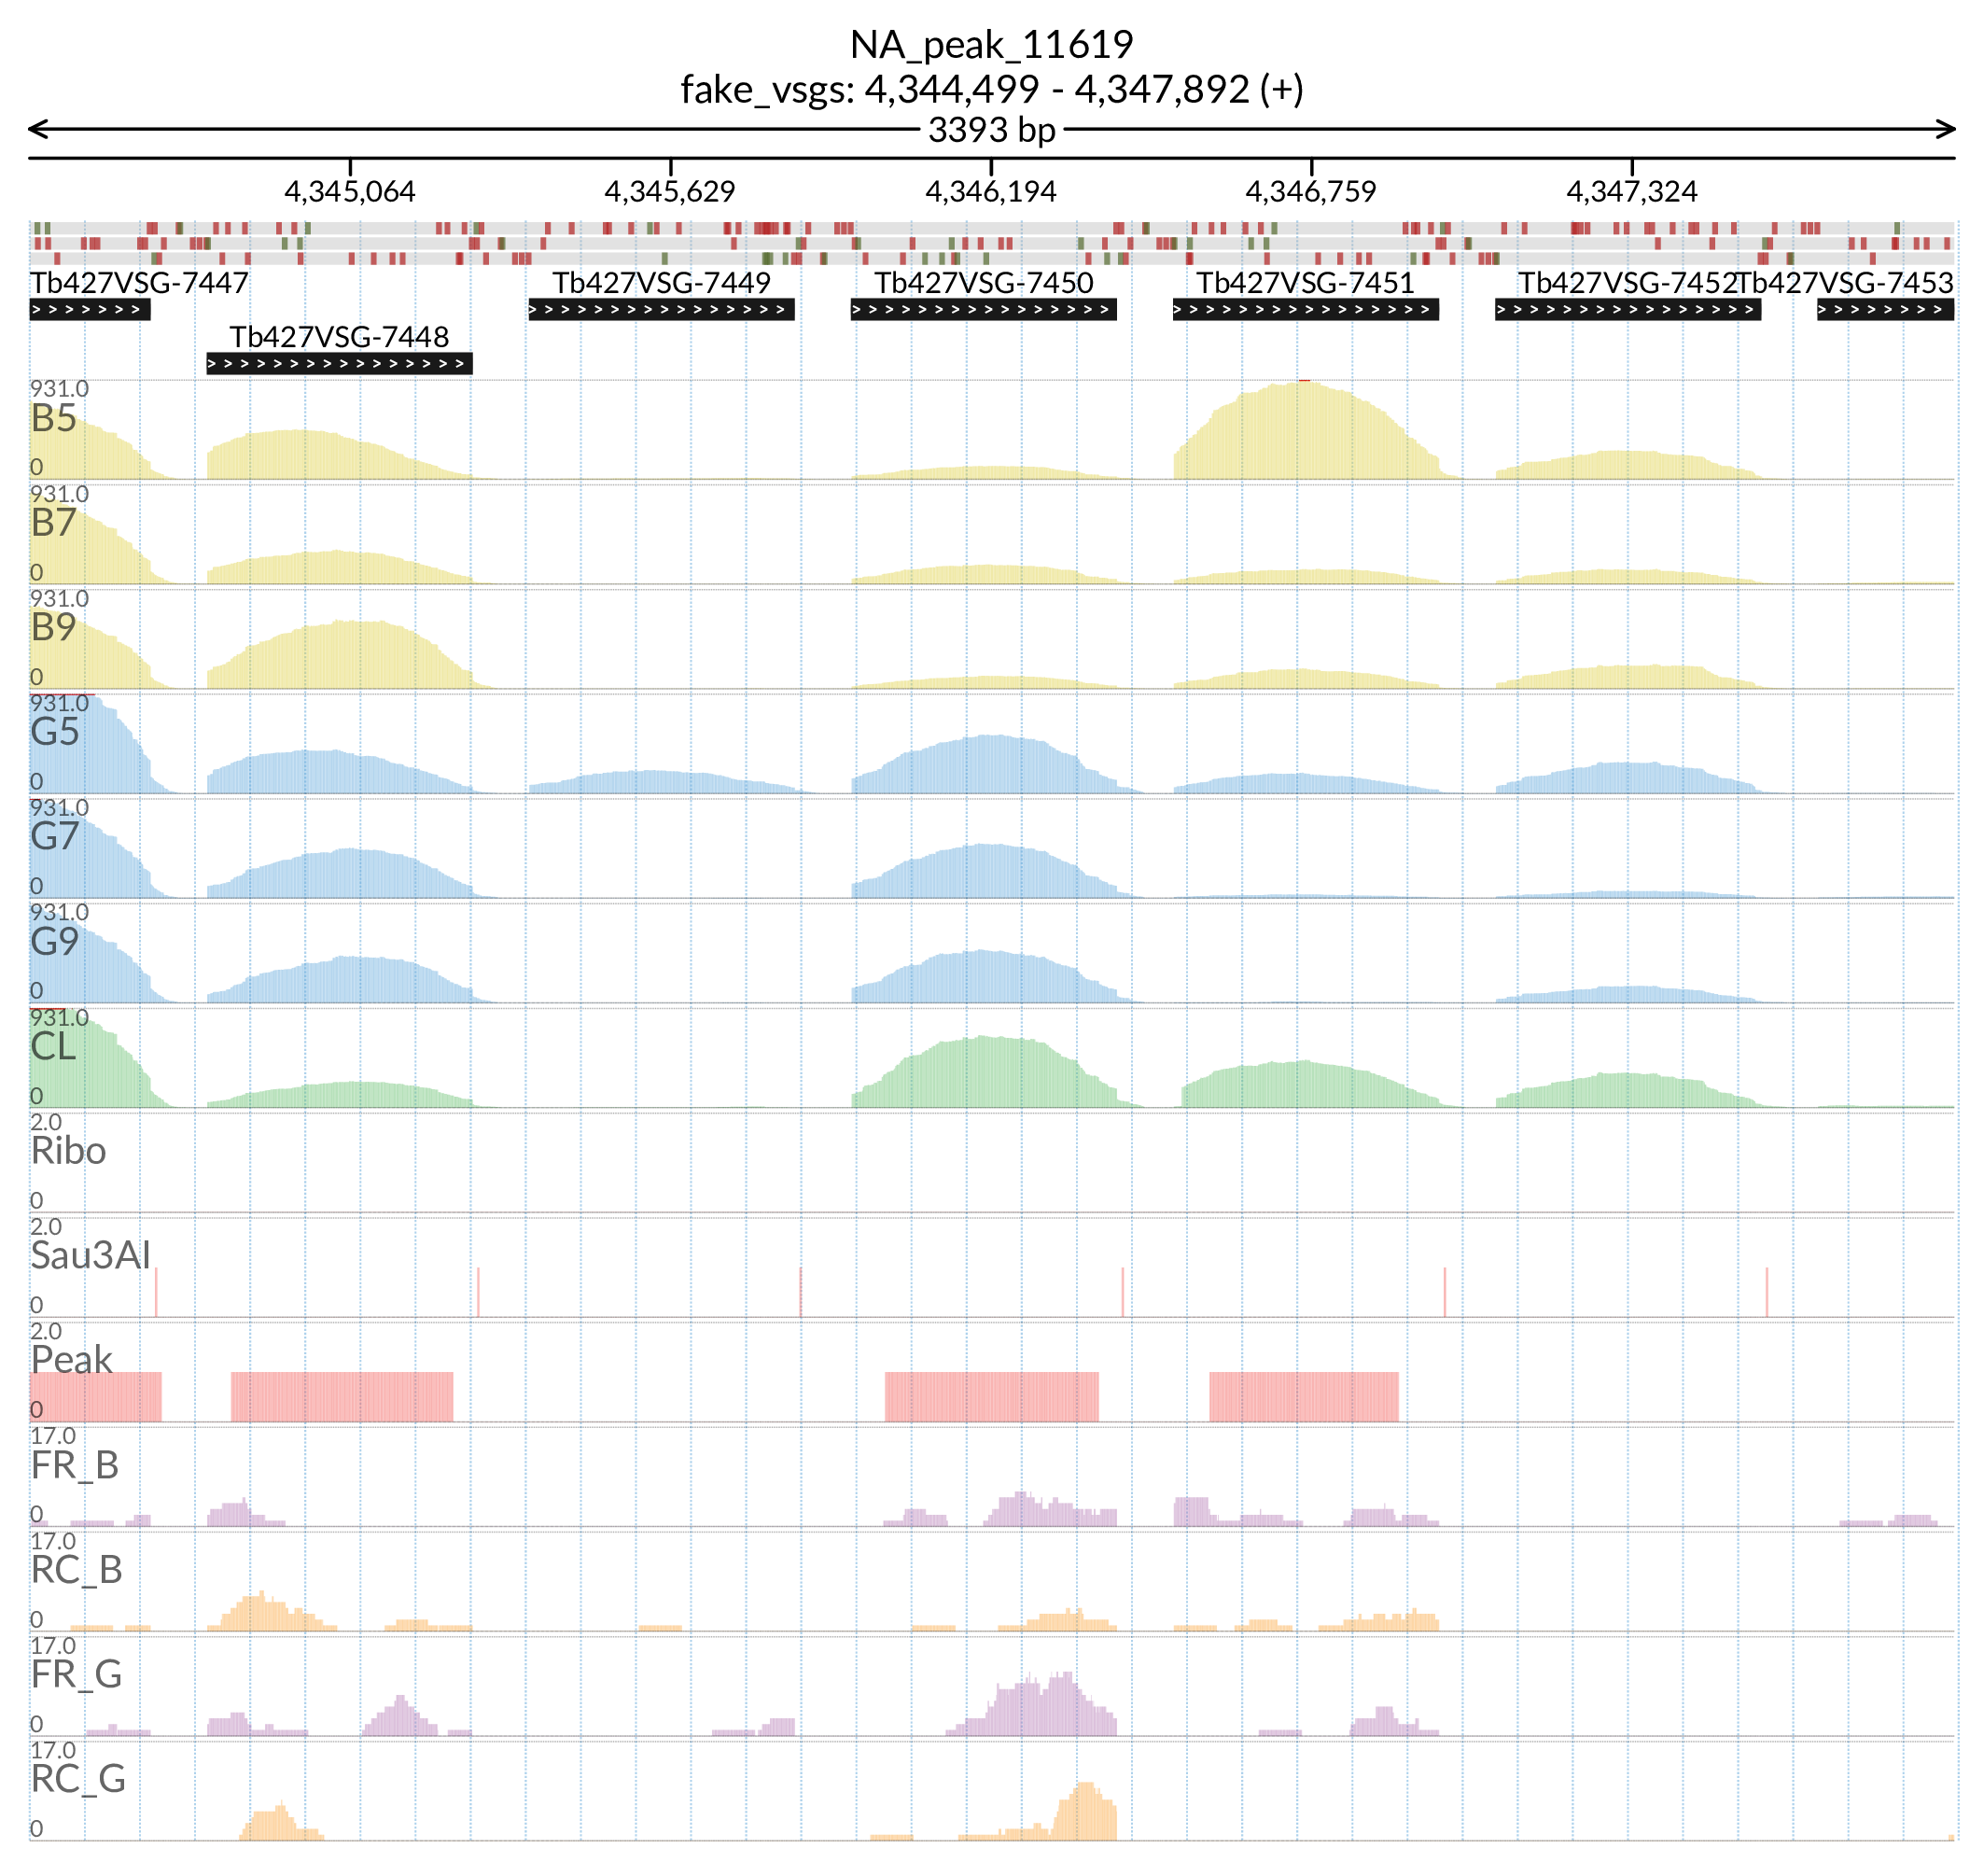 NA_peak_11619
fake_vsgs: 4,344,499 - 4,347,892 (+)
3393 bp
4,345,064 4,345,629 4,346,194 4,346,759 4,347,324
Tb427VSG-7447 Tb427VSG-7449 Tb427VSG-7450 Tb427VSG-7451 Tb427VSG-7452 Tb427VSG-7453
Tb427VSG-7448
931.0
B5
0
931.0
B7
0
931.0
B9
0
931.0
G5
0
931.0
G7
0
931.0
G9
0
931.0
CL
0
2.0
Ribo
0
2.0
Sau3AI
0
2.0
Peak
0
17.0
FR_B
0
17.0
RC_B
0
17.0
FR_G
0
17.0
RC_G
0